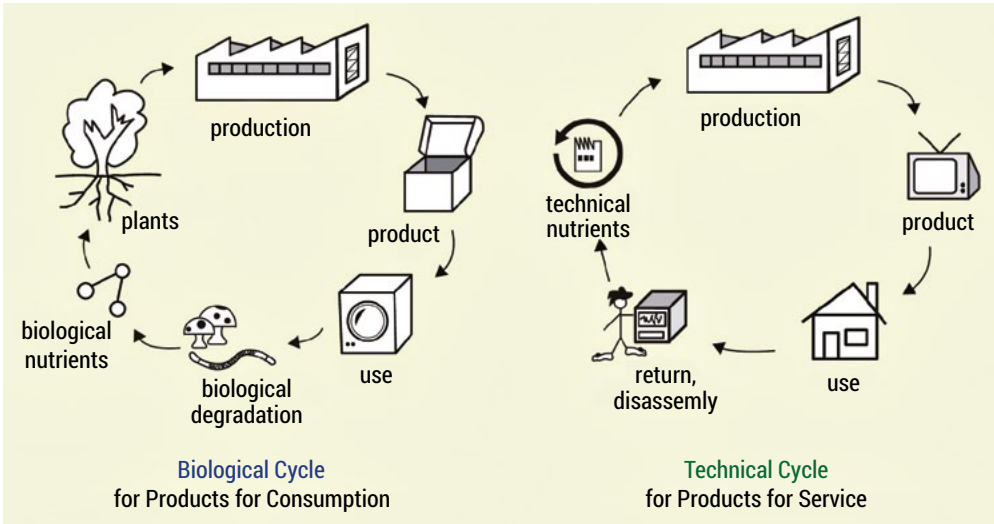 production
plants
product
biological
nutrients
biological
degradation
use
Biological Cycle
for Products for Consumption
production
technical
nutrients
product
return,
disassemly
use
Technical Cycle
for Products for Service